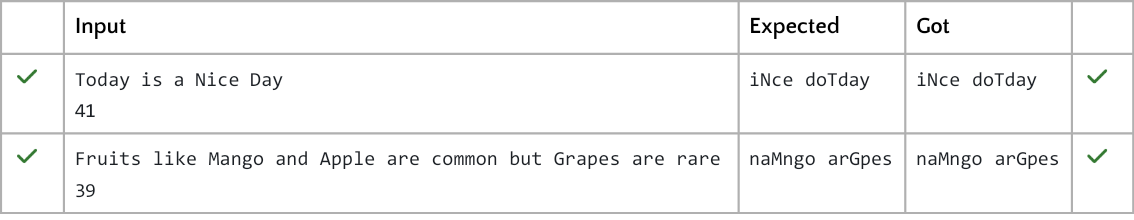 Input Expected Got
Today is a Nice Day iNce doTday iNce doTday
41
Fruits like Mango and Apple are common but Grapes are rare naMngo arGpes naMngo arGpes
39